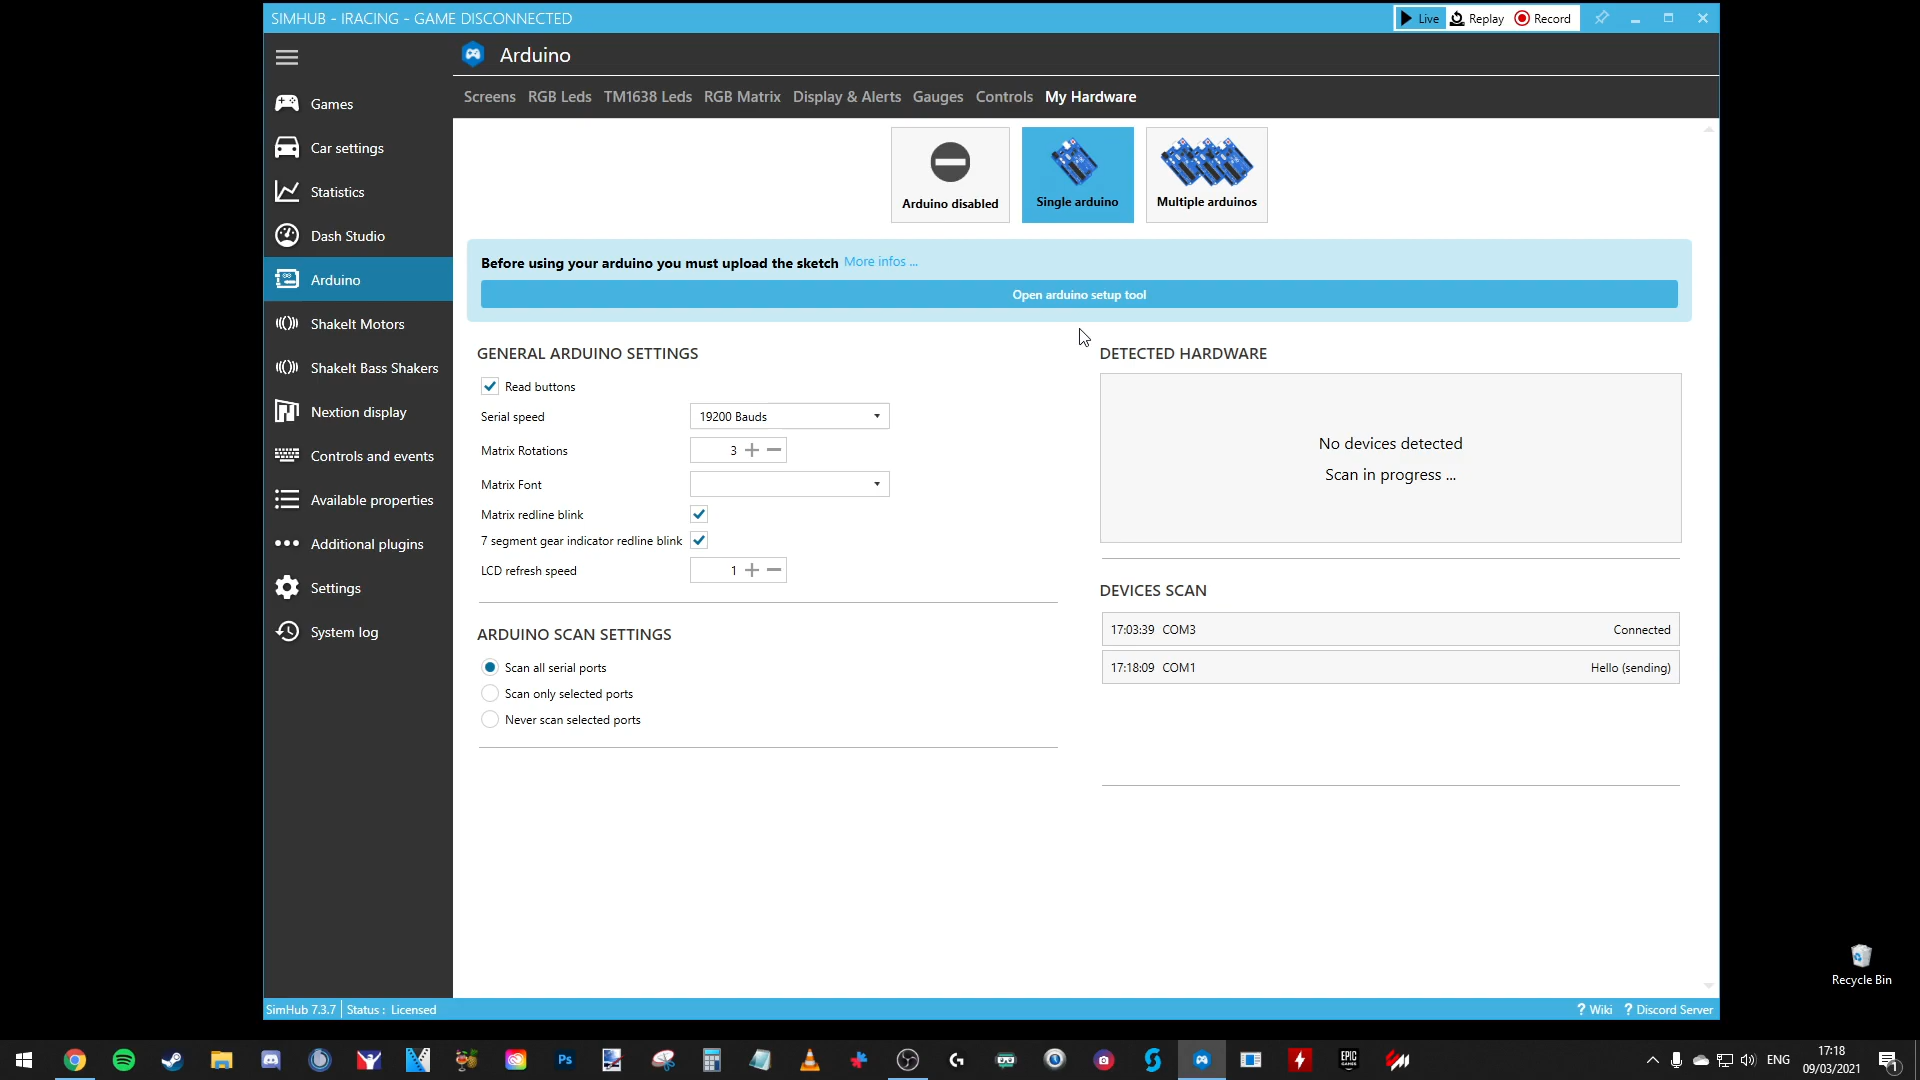 SIMHUB - IRACING - GAME DISCONNECTED
Live
Replay
Record
Arduino
Games
Car settings
Statistics
Dash Studio
Arduino
ShakeIt Motors
ShakeIt Bass Shakers
Nextion display
Controls and events
Available properties
Additional plugins
Settings
System log
Screens RGB Leds TM1638 Leds RGB Matrix Display & Alerts Gauges Controls My Hardware
Arduino disabled
Single arduino
Multiple arduinos
Before using your arduino you must upload the sketch More infos ...
Open arduino setup tool
GENERAL ARDUINO SETTINGS
Read buttons
Serial speed 19200 Bauds
Matrix Rotations 3
Matrix Font
Matrix redline blink
7 segment gear indicator redline blink
LCD refresh speed 1
ARDUINO SCAN SETTINGS
Scan all serial ports
Scan only selected ports
Never scan selected ports
DETECTED HARDWARE
No devices detected
Scan in progress ...
DEVICES SCAN
17:03:39 COM3 Connected
17:18:09 COM1 Hello (sending)
Recycle Bin
SimHub 7.3.7 Status : Licensed
? Wiki ? Discord Server
Ps
EPIC GAMES
ENG
17:18
09/03/2021
1